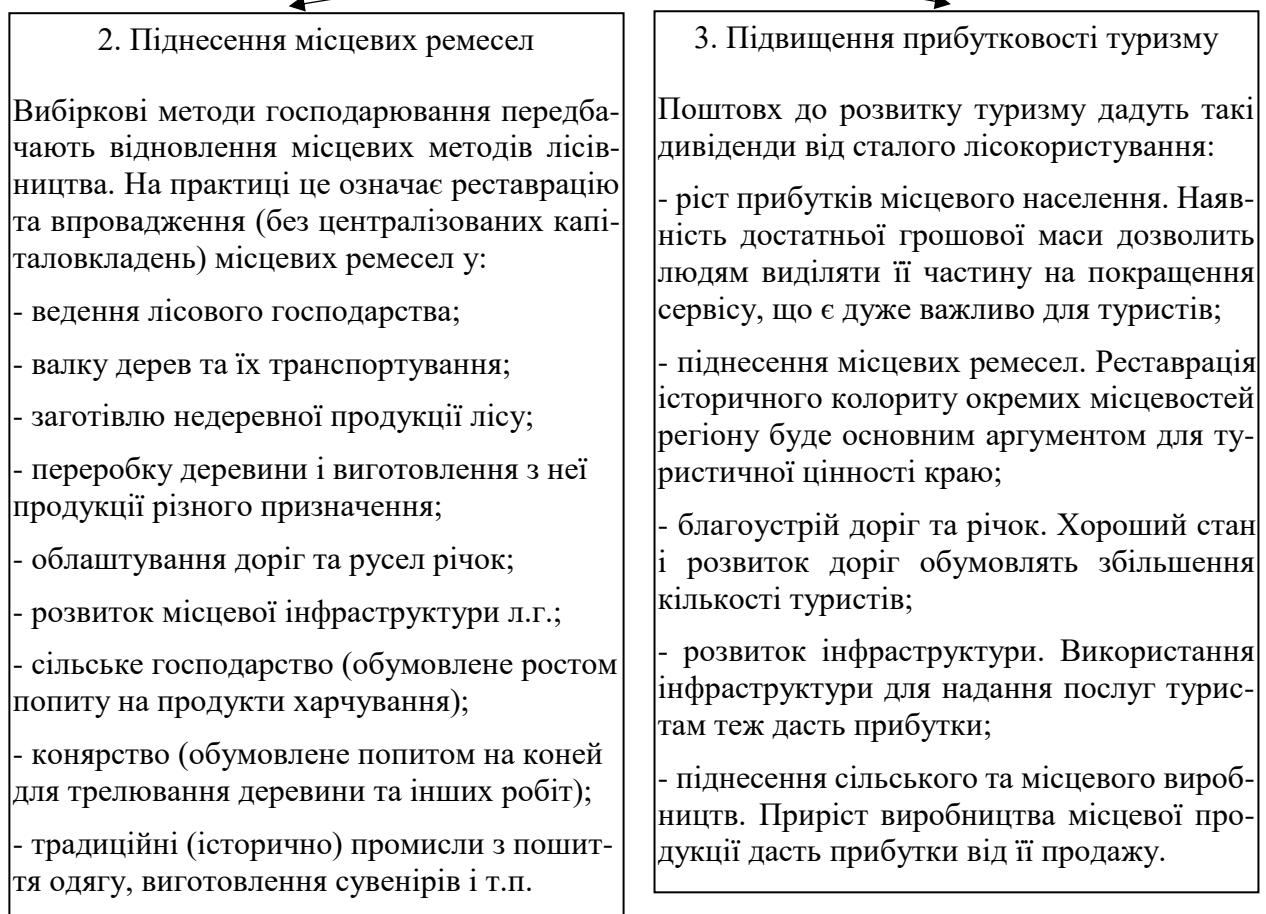 2. Піднесення місцевих ремесел
Вибіркові методи господарювання передба-
чають відновлення місцевих методів лісів-
ництва. На практиці це означає реставрацію
та впровадження (без централізованих капі-
таловкладень) місцевих ремесел у:
- ведення лісового господарства;
- валку дерев та їх транспортування;
- заготівлю недеревної продукції лісу;
- переробку деревини і виготовлення з неї
продукції різного призначення;
- облаштування доріг та русел річок;
- розвиток місцевої інфраструктури л.г.;
- сільське господарство (обумовлене ростом
попиту на продукти харчування);
- конярство (обумовлене попитом на коней
для трелювання деревини та інших робіт);
- традиційні (історично) промисли з пошит-
тя одягу, виготовлення сувенірів і т.п.
3. Підвищення прибутковості туризму
Поштовх до розвитку туризму дадуть такі
дивіденди від сталого лісокористування:
- ріст прибутків місцевого населення. Наяв-
ність достатньої грошової маси дозволить
людям виділяти її частину на покращення
сервісу, що є дуже важливо для туристів;
- піднесення місцевих ремесел. Реставрація
історичного колориту окремих місцевостей
регіону буде основним аргументом для ту-
ристичної цінності краю;
- благоустрій доріг та річок. Хороший стан
і розвиток доріг обумовлять збільшення
кількості туристів;
- розвиток інфраструктури. Використання
інфраструктури для надання послуг турис-
там теж дасть прибутки;
- піднесення сільського та місцевого вироб-
ництв. Приріст виробництва місцевої про-
дукції дасть прибутки від її продажу.